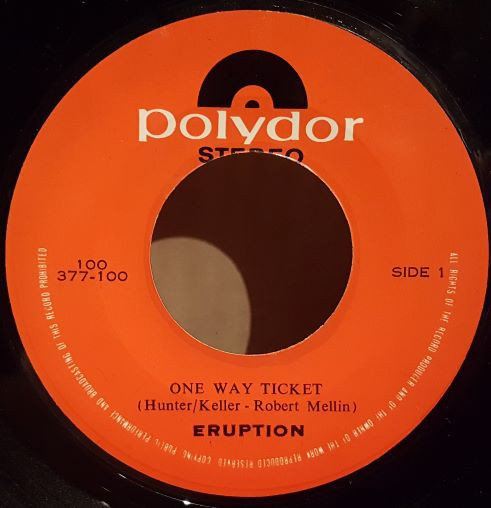 polydor
STEREO
100
377-100
SIDE 1
ONE WAY TICKET
(Hunter/Keller - Robert Mellin)
ERUPTION
ALL RIGHTS OF THE RECORD PRODUCER AND OF THE OWNER OF THE WORK REPRODUCED RESERVED COPYING PUBLIC PERFORMANCE AND BROADCASTING OF THIS RECORD PROHIBITED